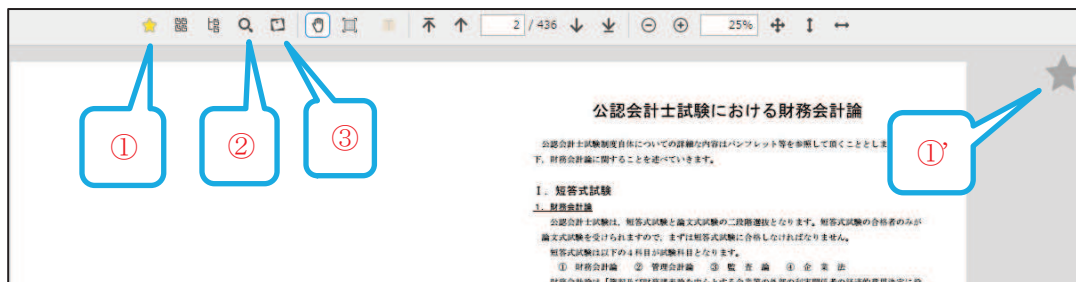 2 / 436
25%
①
②
③
①’
公認会計士試験における財務会計論
公認会計士試験制度自体についての詳細な内容はパンフレット等を参照して頂くこととしま
下，財務会計論に関することを述べていきます。
Ⅰ．短答式試験
1．財務会計論
公認会計士試験は，短答式試験と論文式試験の二段階選抜となります。短答式試験の合格者のみが
論文式試験を受けられますので，まずは短答式試験に合格しなければなりません。
短答式試験は以下の4科目が試験科目となります。
① 財務会計論 ② 管理会計論 ③ 監 査 論 ④ 企 業 法